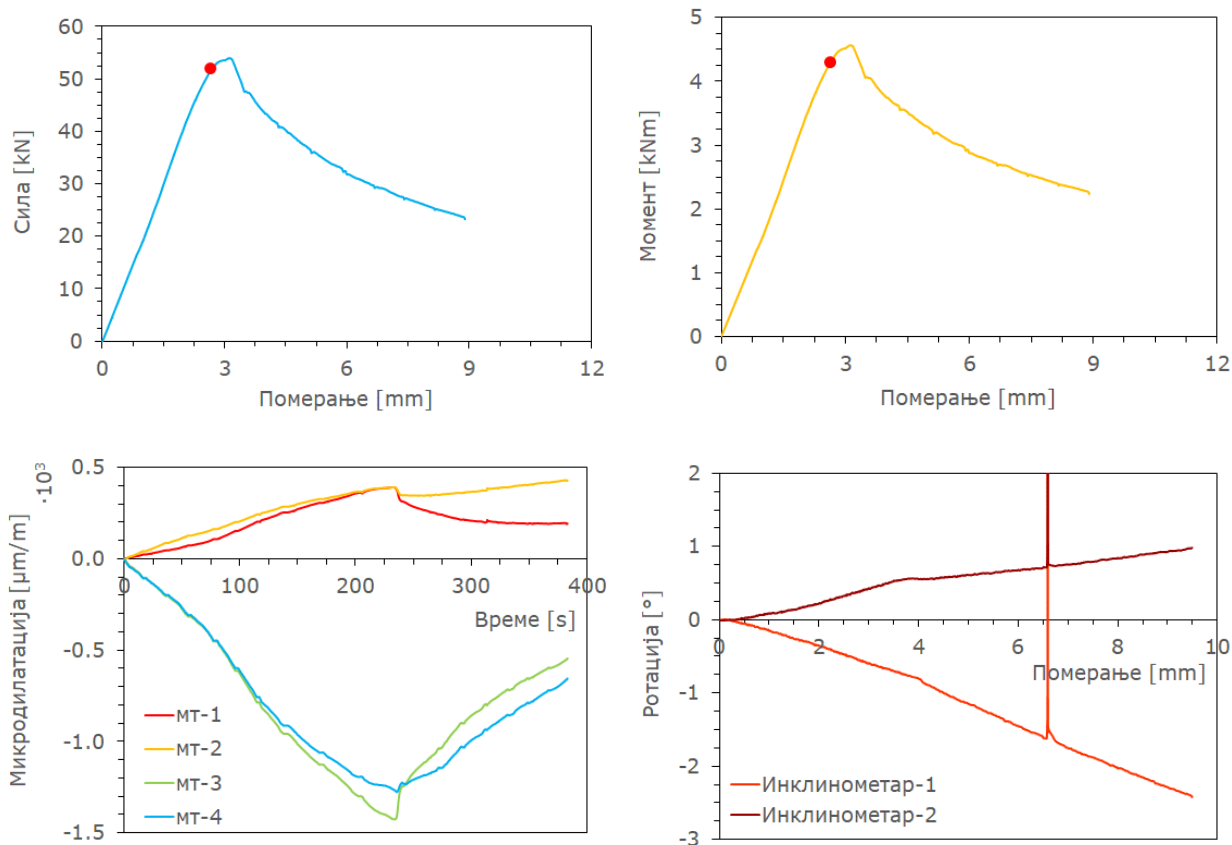 60
50
40
30
20
10
0
0 3 6 9 12
Сила [kN]
Померање [mm]
5
4
3
2
1
0
0 3 6 9 12
Момент [kNm]
Померање [mm]
·10³
0.5
0.0
-0.5
-1.0
-1.5
0 100 200 300 400
Микродилатација [μm/m]
Време [s]
мт-1
мт-2
мт-3
мт-4
2
1
0
-1
-2
-3
0 2 4 6 8 10
Ротација [°]
Померање [mm]
Инклинометар-1
Инклинометар-2